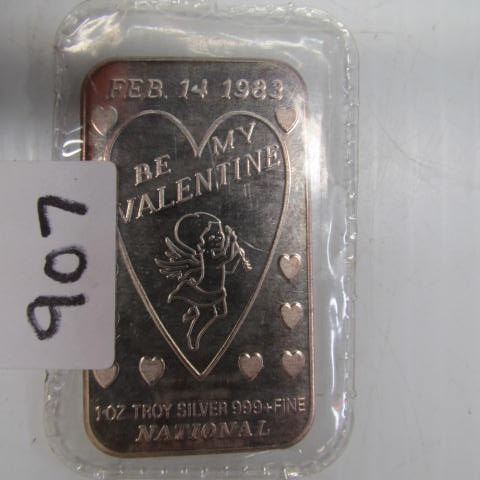 FEB. 14 1983
BE MY
VALENTINE
1 OZ TROY SILVER 999+FINE
NATIONAL
907